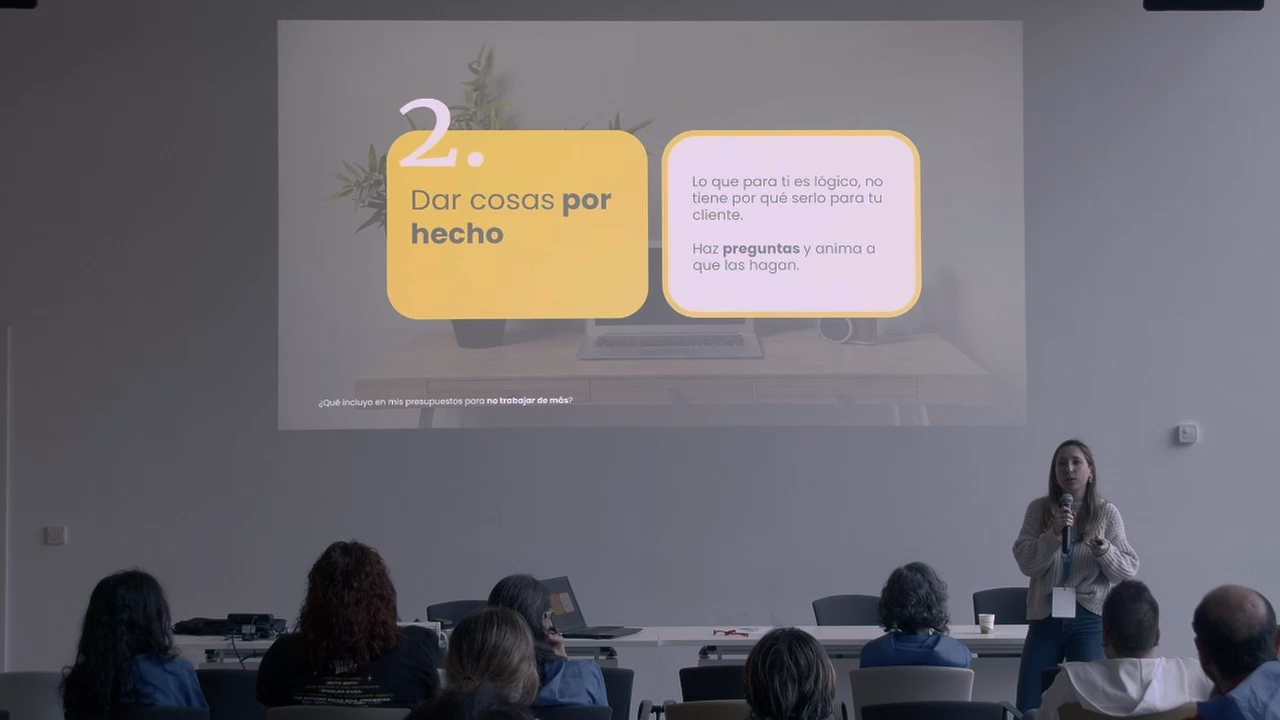 2.
Dar cosas por
hecho
Lo que para ti es lógico, no
tiene por qué serlo para tu
cliente.
Haz preguntas y anima a
que las hagan.
¿Qué incluyo en mis presupuestos para no trabajar de más?